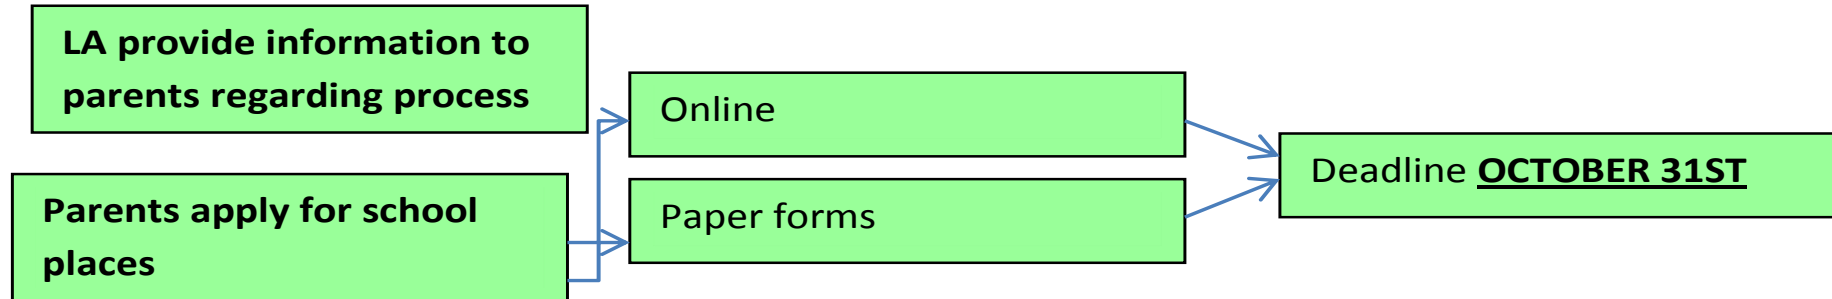 LA provide information to
parents regarding process
Parents apply for school
places
Online
Paper forms
Deadline OCTOBER 31ST